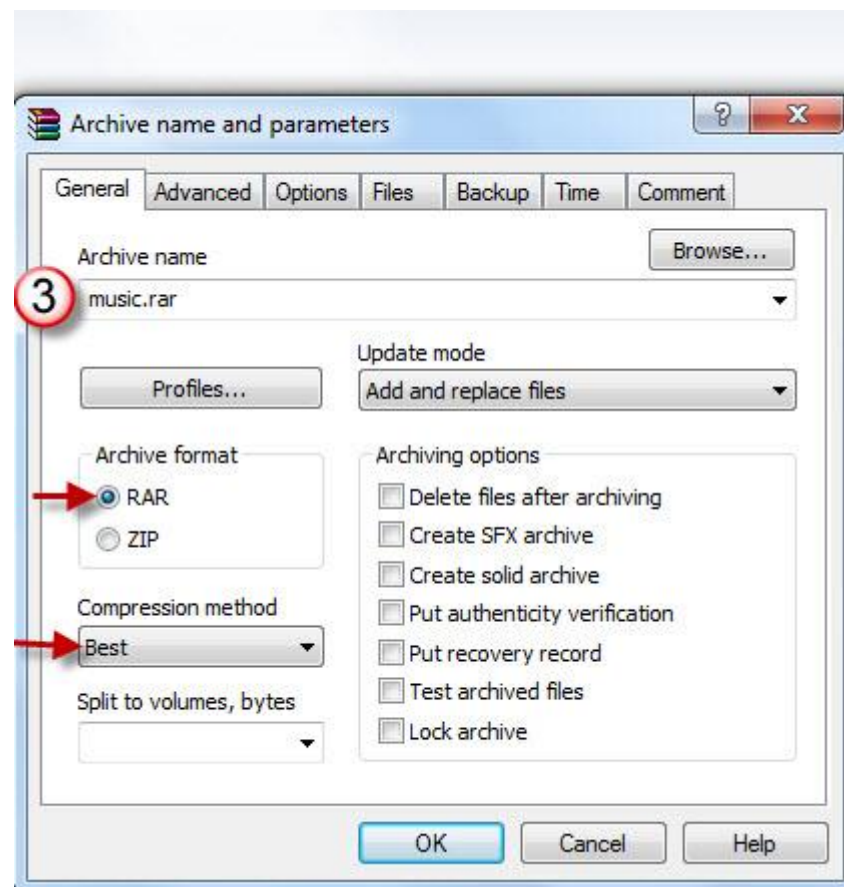 Archive name and parameters
General Advanced Options Files Backup Time Comment
Archive name
Browse...
3
music.rar
Update mode
Profiles...
Add and replace files
Archive format
RAR
ZIP
Compression method
Best
Split to volumes, bytes
Archiving options
Delete files after archiving
Create SFX archive
Create solid archive
Put authenticity verification
Put recovery record
Test archived files
Lock archive
OK Cancel Help